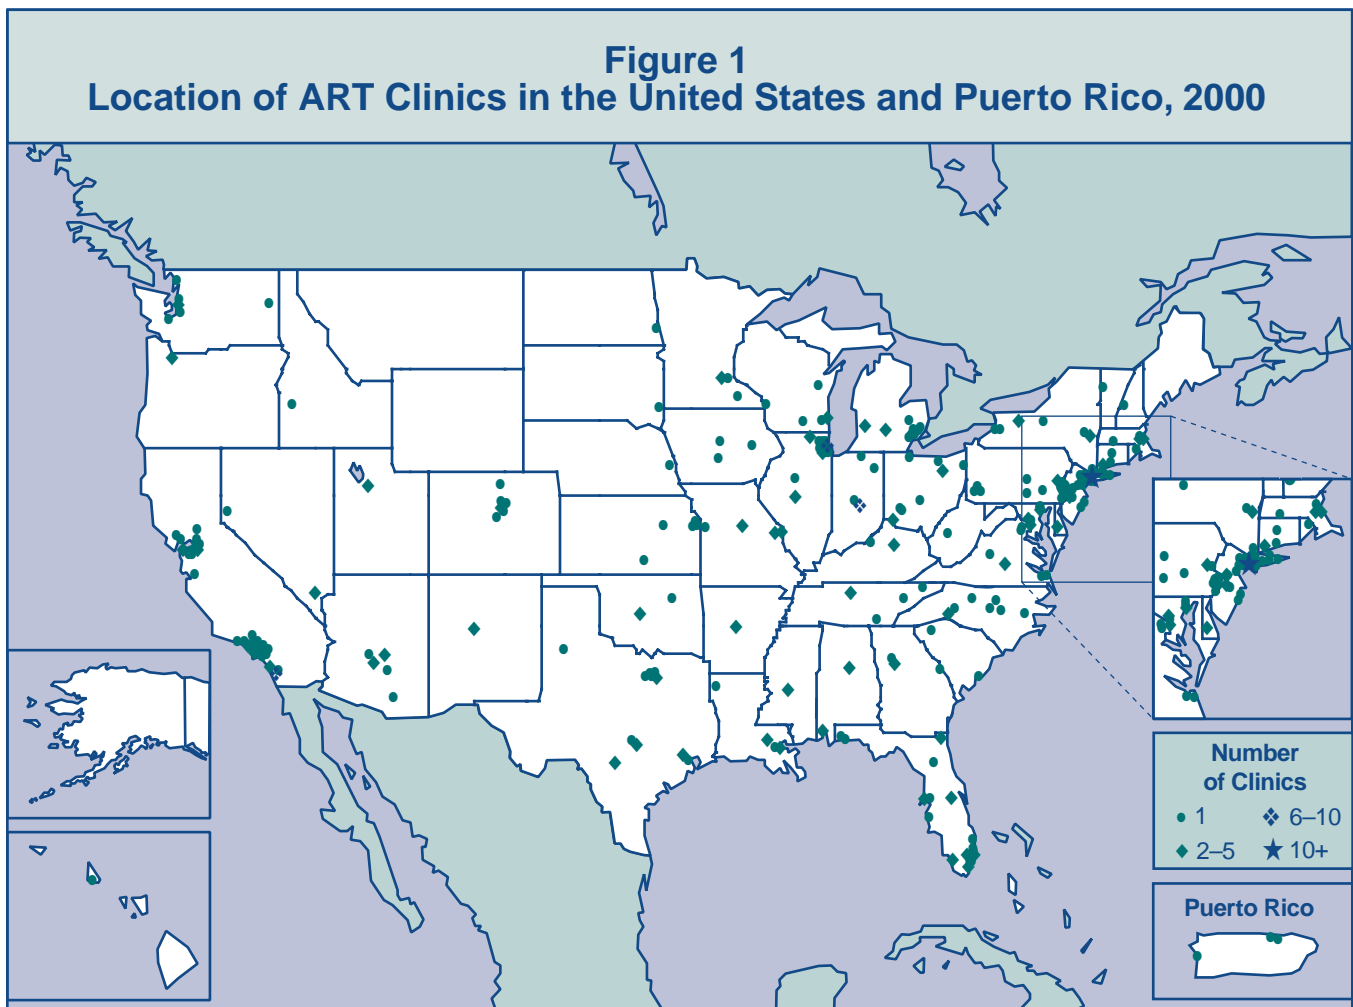 Figure 1
Location of ART Clinics in the United States and Puerto Rico, 2000
Number
of Clinics
1
6–10
2–5
10+
Puerto Rico